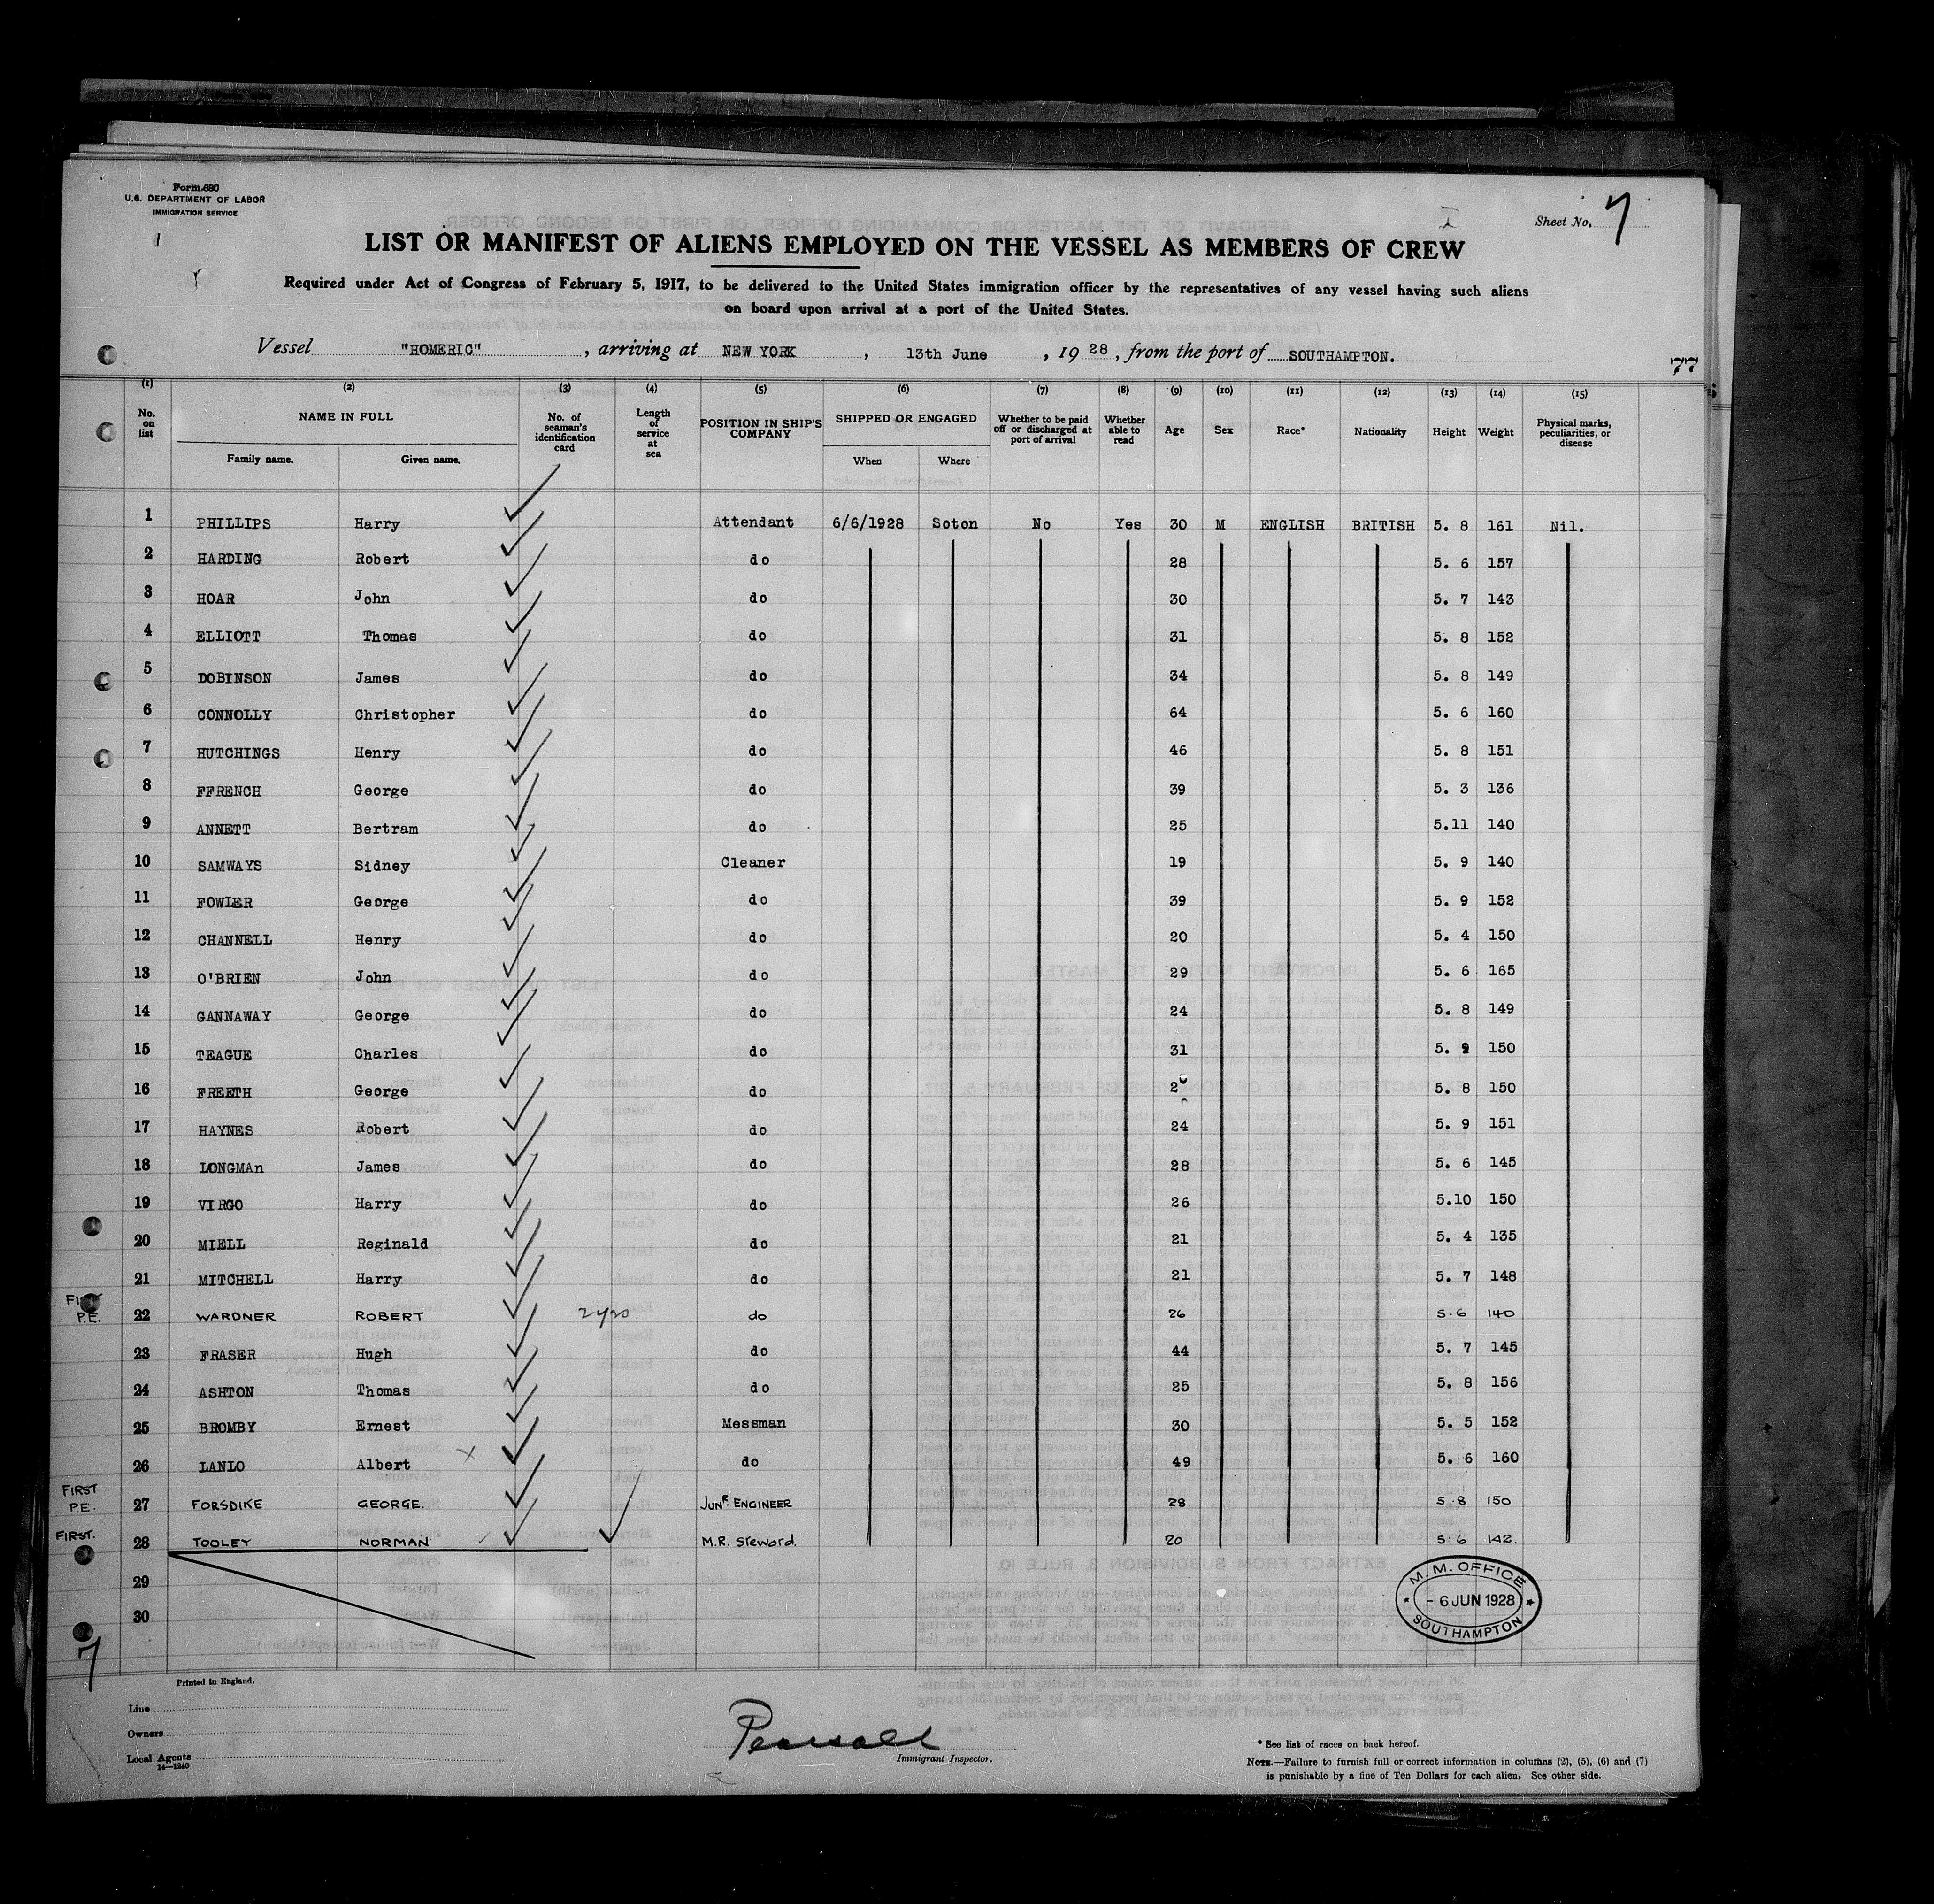 Form 680
U.S. DEPARTMENT OF LABOR
IMMIGRATION SERVICE
Sheet No. 7
LIST OR MANIFEST OF ALIENS EMPLOYED ON THE VESSEL AS MEMBERS OF CREW
Required under Act of Congress of February 5, 1917, to be delivered to the United States immigration officer by the representatives of any vessel having such aliens
on board upon arrival at a port of the United States.
Vessel "HOMERIC", arriving at NEW YORK, 13th June, 1928, from the port of SOUTHAMPTON.
77
(1) (2) (3) (4) (5) (6) (7) (8) (9) (10) (11) (12) (13) (14) (15)
No. on list NAME IN FULL No. of seaman's identification card Length of service at sea POSITION IN SHIP'S COMPANY SHIPPED OR ENGAGED Whether to be paid off or discharged at port of arrival Whether able to read Age Sex Race* Nationality Height Weight Physical marks, peculiarities, or disease
Family name. Given name. When Where
1 PHILLIPS Harry Attendant 6/6/1928 Soton No Yes 30 M ENGLISH BRITISH 5. 8 161 Nil.
2 HARDING Robert do 28 5. 6 157
3 HOAR John do 30 5. 7 143
4 ELLIOTT Thomas do 31 5. 8 152
5 DOBINSON James do 34 5. 8 149
6 CONNOLLY Christopher do 64 5. 6 160
7 HUTCHINGS Henry do 46 5. 8 151
8 FFRENCH George do 39 5. 3 136
9 ANNETT Bertram do 25 5.11 140
10 SAMWAYS Sidney Cleaner 19 5. 9 140
11 FOWLER George do 39 5. 9 152
12 CHANNELL Henry do 20 5. 4 150
13 O'BRIEN John do 29 5. 6 165
14 GANNAWAY George do 24 5. 8 149
15 TEAGUE Charles do 31 5. 150
16 FREETH George do 5. 8 150
17 HAYNES Robert do 24 5. 9 151
18 LONGMAn James do 28 5. 6 145
19 VIRGO Harry do 26 5.10 150
20 MIELL Reginald do 21 5. 4 135
21 MITCHELL Harry do 21 5. 7 148
FIRST P.E. 22 WARDNER ROBERT do 26 5.6 140
23 FRASER Hugh do 44 5. 7 145
24 ASHTON Thomas do 25 5. 8 156
25 BROMBY Ernest Messman 30 5. 5 152
26 LANLO Albert do 49 5. 6 160
FIRST P.E. 27 FORSDIKE GEORGE. JUNR. ENGINEER 28 5.8 150
FIRST. 28 TOOLEY NORMAN M.R. Steward. 20 5.6 142.
29
30
M.M. OFFICE
- 6 JUN 1928
SOUTHAMPTON
7
Printed in England.
Line
Owners
Local Agents
14—1240
Pearsall
Immigrant Inspector.
* See list of races on back hereof.
NOTE.—Failure to furnish full or correct information in columns (2), (5), (6) and (7)
is punishable by a fine of Ten Dollars for each alien. See other side.